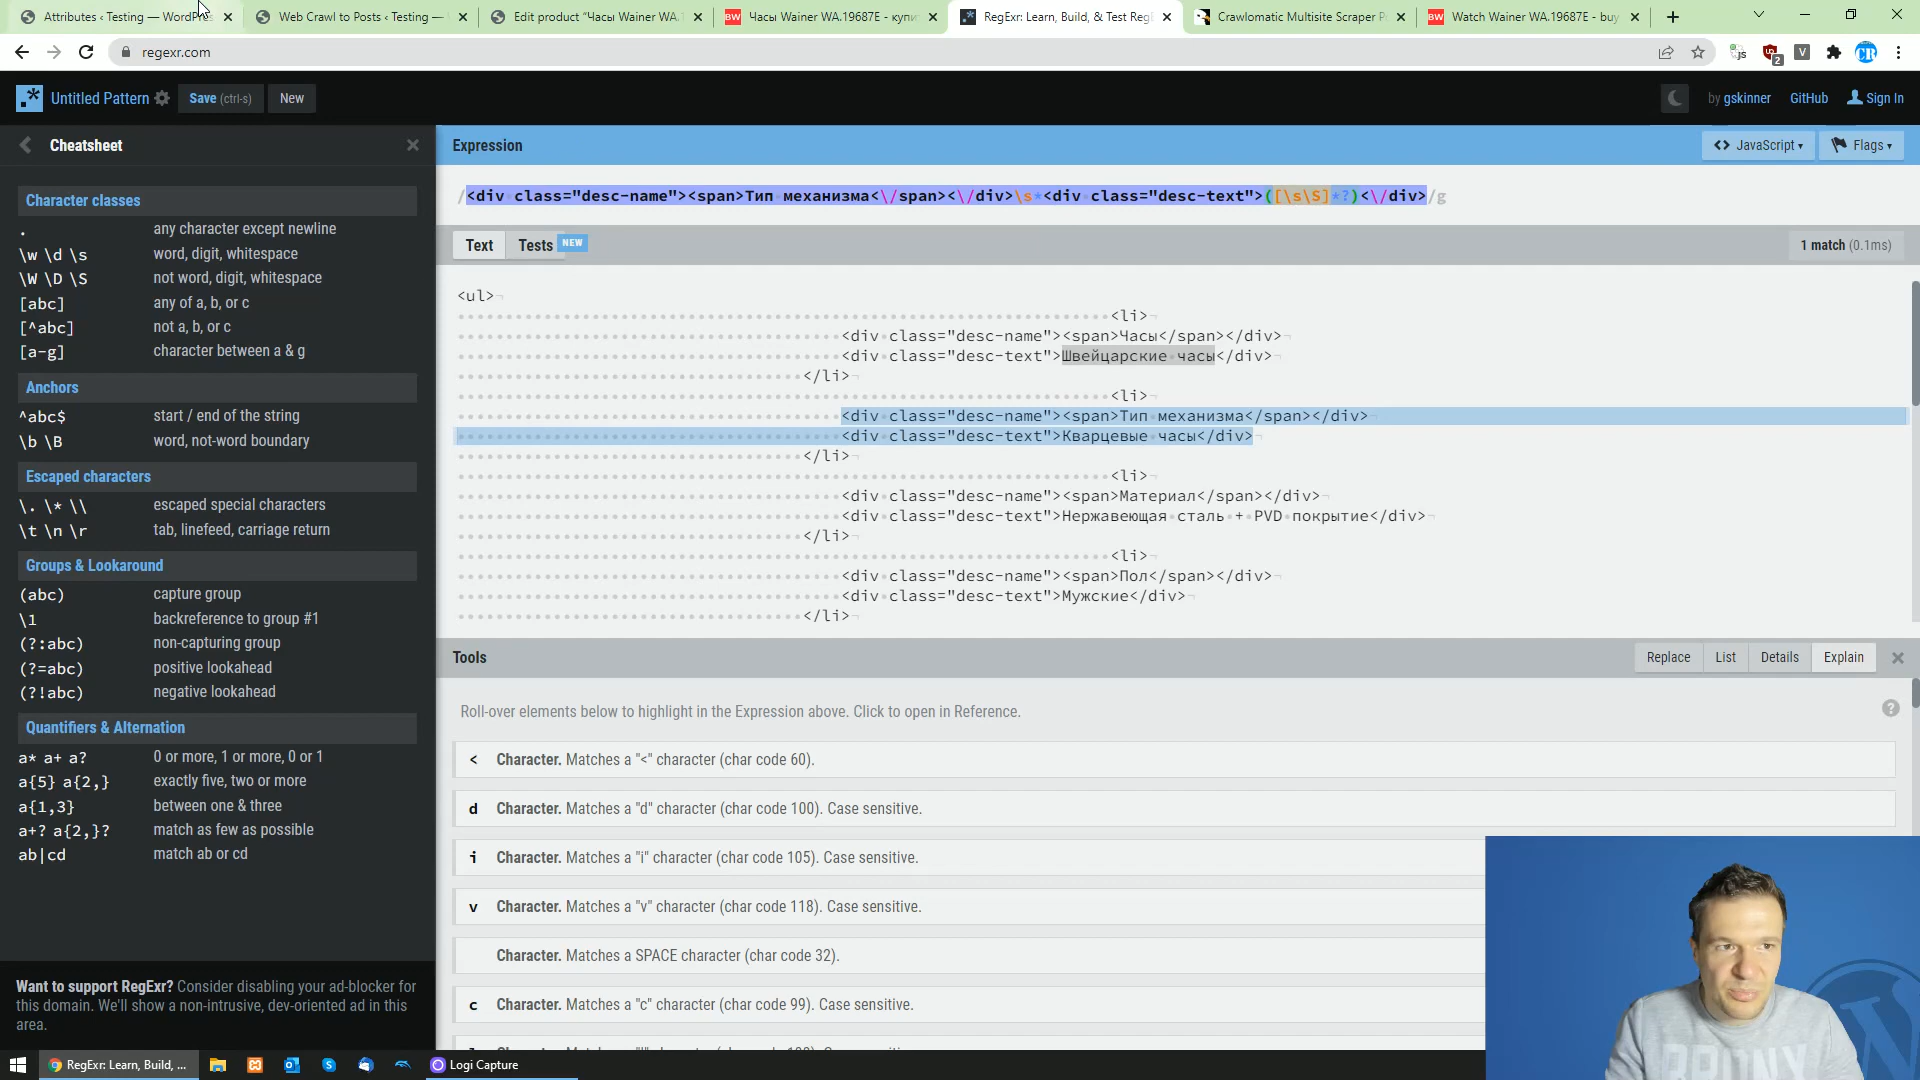 Attributes ‹ Testing — WordPres
Web Crawl to Posts ‹ Testing —
Edit product “Часы Wainer WA.1
Часы Wainer WA.19687E - купи
RegExr: Learn, Build, & Test RegE
Crawlomatic Multisite Scraper P
Watch Wainer WA.19687E - buy
regexr.com
Untitled Pattern
Save (ctrl-s)
New
by gskinner
GitHub
Sign In
Cheatsheet
Expression
JavaScript
Flags
/<div class="desc-name"><span>Тип механизма<\/span><\/div>\s*<div class="desc-text">([\s\S]*?)<\/div>/g
Text
Tests NEW
1 match (0.1ms)
Character classes
. any character except newline
\w \d \s word, digit, whitespace
\W \D \S not word, digit, whitespace
[abc] any of a, b, or c
[^abc] not a, b, or c
[a-g] character between a & g
Anchors
^abc$ start / end of the string
\b \B word, not-word boundary
Escaped characters
\. \* \\ escaped special characters
\t \n \r tab, linefeed, carriage return
Groups & Lookaround
(abc) capture group
\1 backreference to group #1
(?:abc) non-capturing group
(?=abc) positive lookahead
(?!abc) negative lookahead
Quantifiers & Alternation
a* a+ a? 0 or more, 1 or more, 0 or 1
a{5} a{2,} exactly five, two or more
a{1,3} between one & three
a+? a{2,}? match as few as possible
ab|cd match ab or cd
Want to support RegExr? Consider disabling your ad-blocker for
this domain. We'll show a non-intrusive, dev-oriented ad in this
area.
<ul>
<li>
<div class="desc-name"><span>Часы</span></div>
<div class="desc-text">Швейцарские часы</div>
</li>
<li>
<div class="desc-name"><span>Тип механизма</span></div>
<div class="desc-text">Кварцевые часы</div>
</li>
<li>
<div class="desc-name"><span>Материал</span></div>
<div class="desc-text">Нержавеющая сталь + PVD покрытие</div>
</li>
<li>
<div class="desc-name"><span>Пол</span></div>
<div class="desc-text">Мужские</div>
</li>
Tools
Replace
List
Details
Explain
Roll-over elements below to highlight in the Expression above. Click to open in Reference.
< Character. Matches a "<" character (char code 60).
d Character. Matches a "d" character (char code 100). Case sensitive.
i Character. Matches a "i" character (char code 105). Case sensitive.
v Character. Matches a "v" character (char code 118). Case sensitive.
Character. Matches a SPACE character (char code 32).
c Character. Matches a "c" character (char code 99). Case sensitive.
RegExr: Learn, Build, ...
Logi Capture